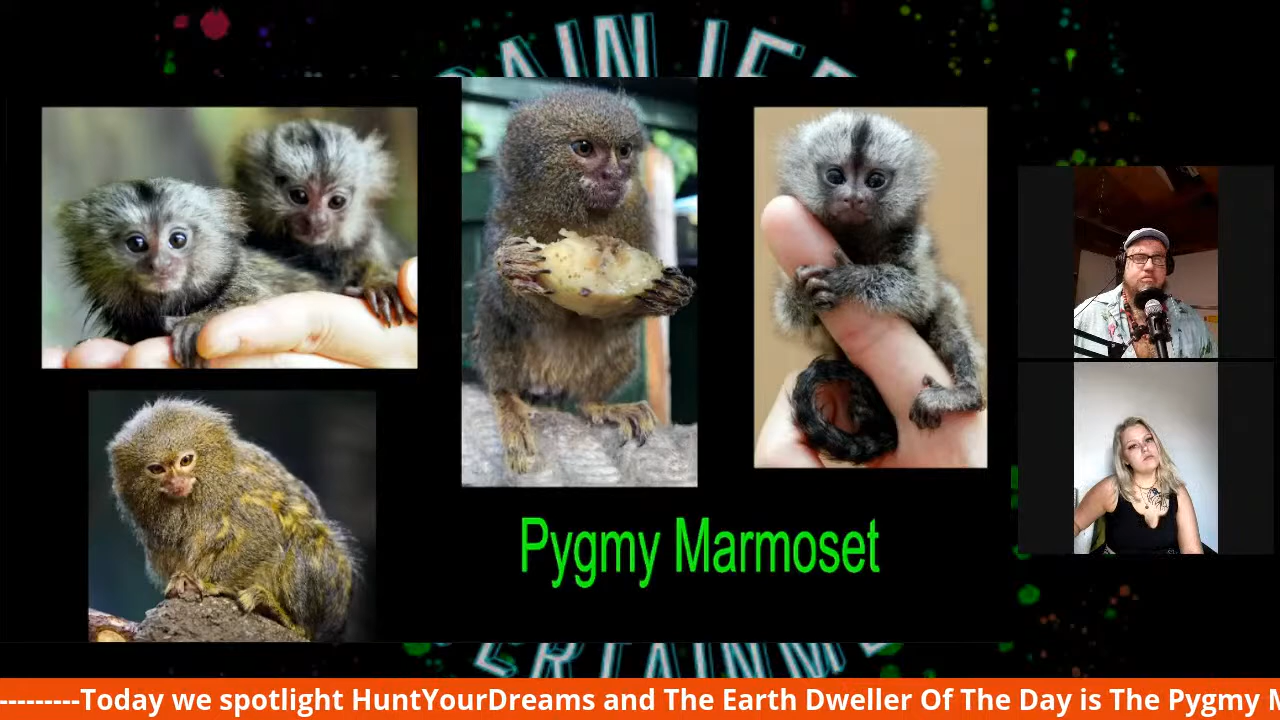 Pygmy Marmoset
---------Today we spotlight HuntYourDreams and The Earth Dweller Of The Day is The Pygmy